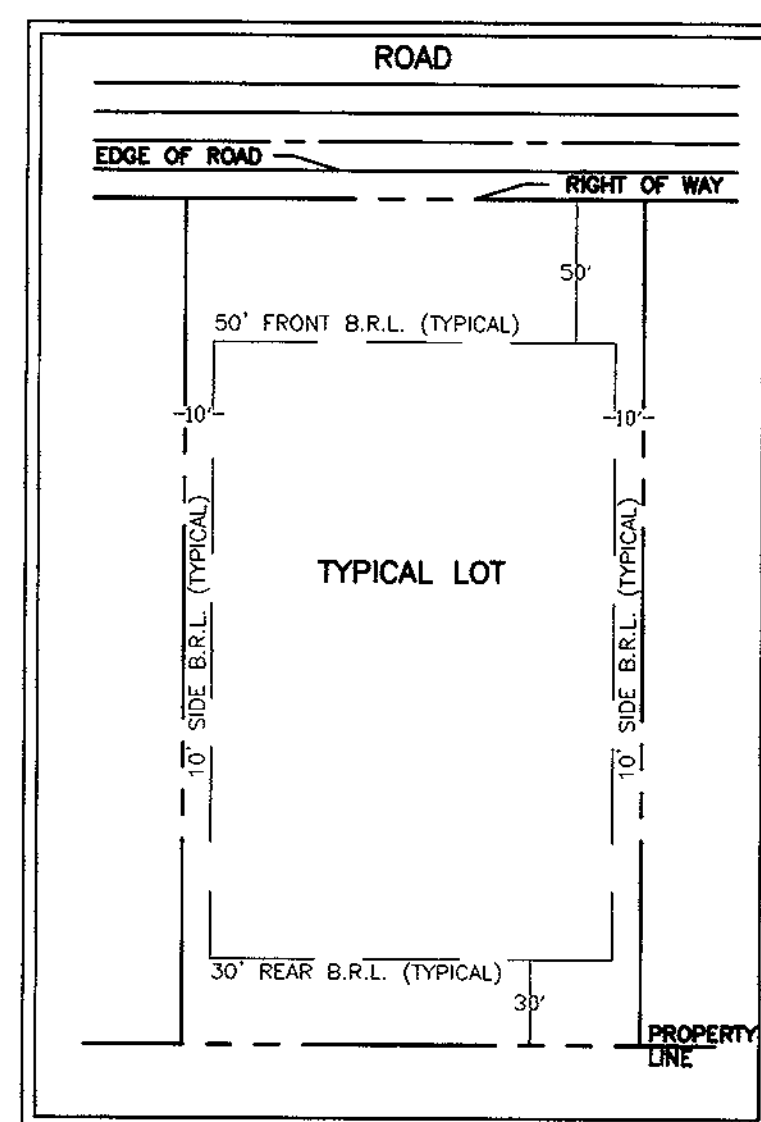 ROAD
EDGE OF ROAD
RIGHT OF WAY
50'
50' FRONT B.R.L. (TYPICAL)
10'
10'
10' SIDE B.R.L. (TYPICAL)
TYPICAL LOT
10' SIDE B.R.L. (TYPICAL)
30' REAR B.R.L. (TYPICAL)
30'
PROPERTY
LINE